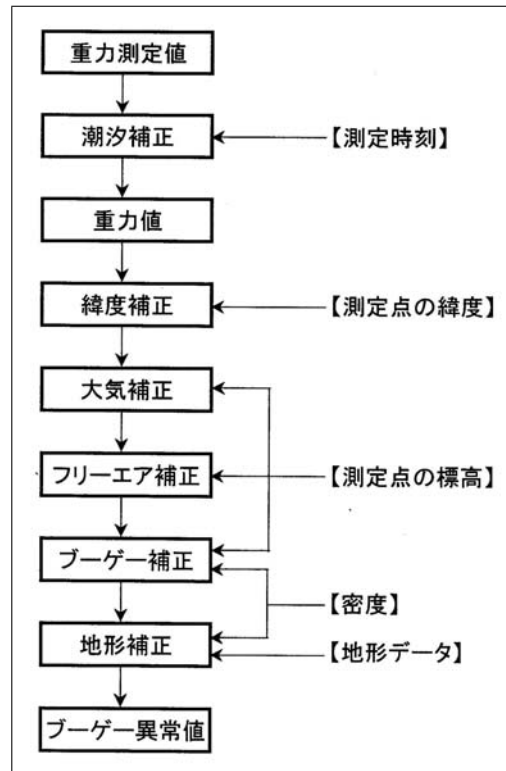 重力測定値
潮汐補正
【測定時刻】
重力値
緯度補正
【測定点の緯度】
大気補正
フリーエア補正
【測定点の標高】
ブーゲー補正
【密度】
地形補正
【地形データ】
ブーゲー異常値